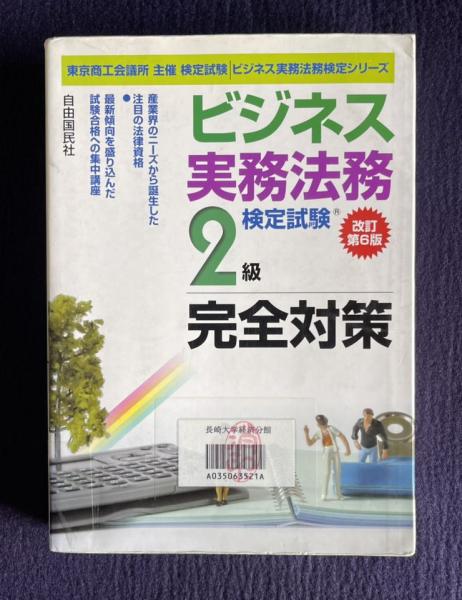 東京商工会議所 主催 検定試験 ビジネス実務法務検定シリーズ
ビジネス
実務法務
2級
検定試験®
改訂
第6版
完全対策
産業界のニーズから誕生した
注目の法律資格
●
最新傾向を盛り込んだ
試験合格への集中講座
自由国民社
長崎大学経済分館
A035063521A